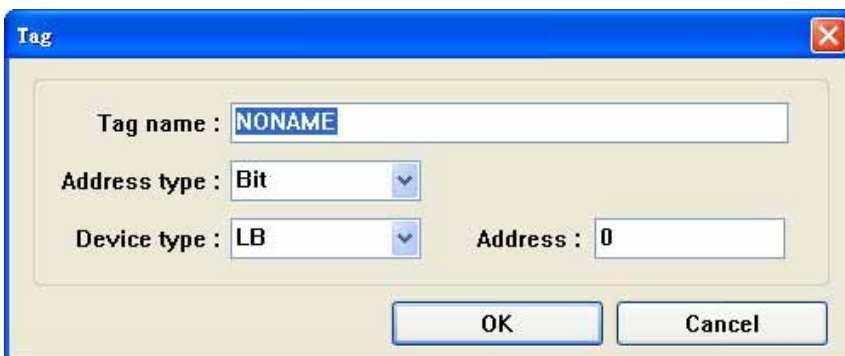 Tag
Tag name : NONAME
Address type : Bit
Device type : LB Address : 0
OK Cancel